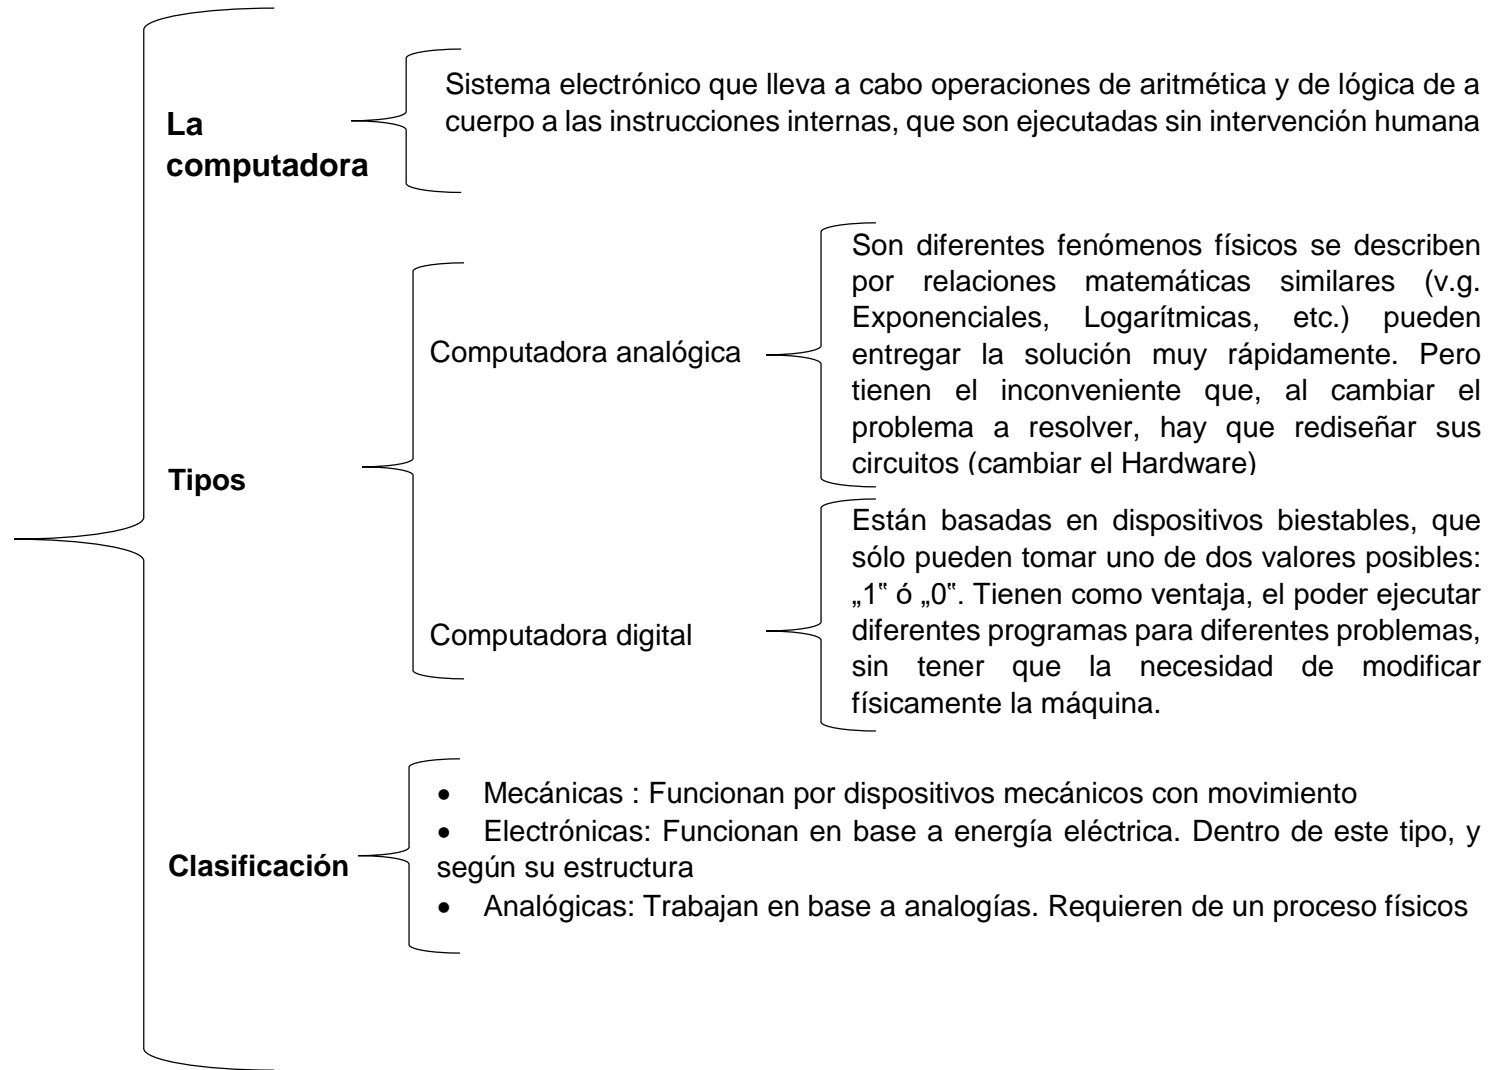 La
computadora
Sistema electrónico que lleva a cabo operaciones de aritmética y de lógica de a
cuerpo a las instrucciones internas, que son ejecutadas sin intervención humana
Tipos
Computadora analógica
Son diferentes fenómenos físicos se describen
por relaciones matemáticas similares (v.g.
Exponenciales, Logarítmicas, etc.) pueden
entregar la solución muy rápidamente. Pero
tienen el inconveniente que, al cambiar el
problema a resolver, hay que rediseñar sus
circuitos (cambiar el Hardware)
Computadora digital
Están basadas en dispositivos biestables, que
sólo pueden tomar uno de dos valores posibles:
„1‟ ó „0‟. Tienen como ventaja, el poder ejecutar
diferentes programas para diferentes problemas,
sin tener que la necesidad de modificar
físicamente la máquina.
Clasificación
• Mecánicas : Funcionan por dispositivos mecánicos con movimiento
• Electrónicas: Funcionan en base a energía eléctrica. Dentro de este tipo, y
según su estructura
• Analógicas: Trabajan en base a analogías. Requieren de un proceso físicos